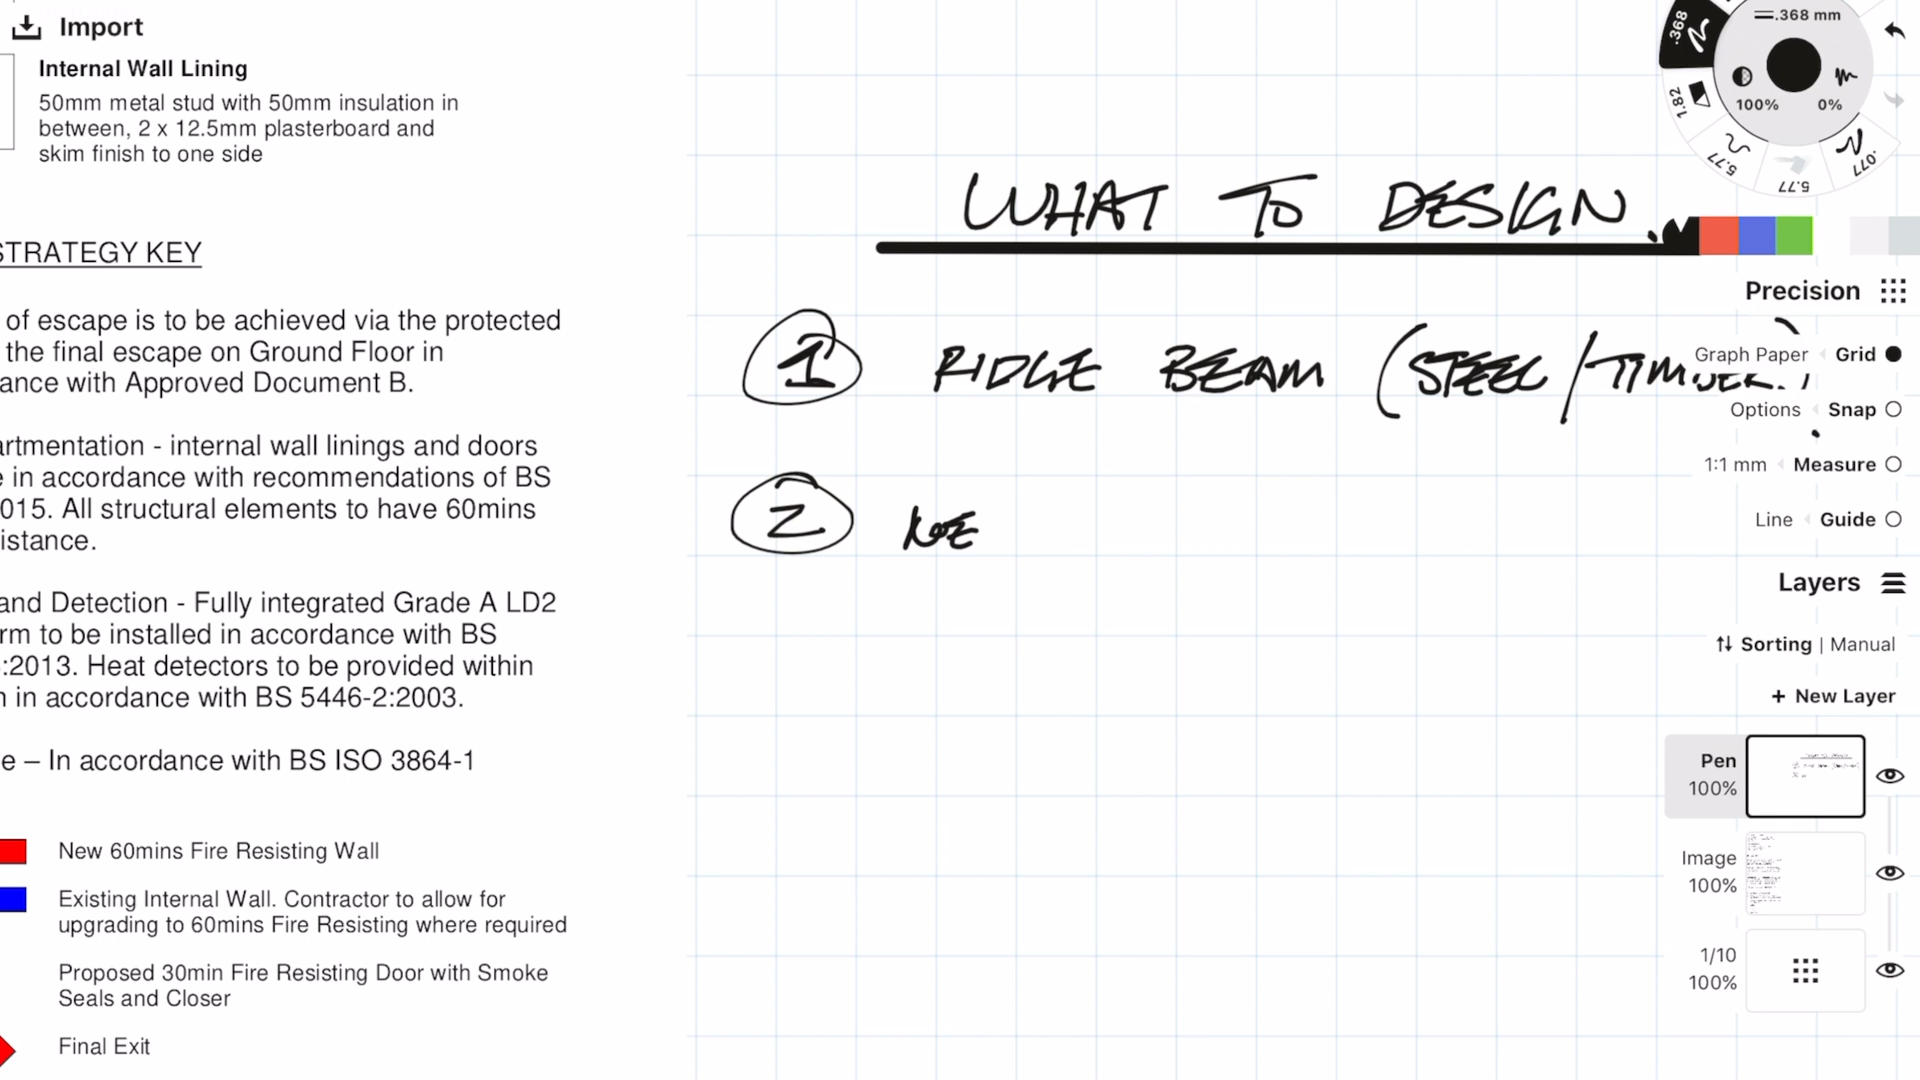 Import
Internal Wall Lining
50mm metal stud with 50mm insulation in
between, 2 x 12.5mm plasterboard and
skim finish to one side
STRATEGY KEY
of escape is to be achieved via the protected
the final escape on Ground Floor in
ance with Approved Document B.
artmentation - internal wall linings and doors
e in accordance with recommendations of BS
015. All structural elements to have 60mins
istance.
and Detection - Fully integrated Grade A LD2
rm to be installed in accordance with BS
:2013. Heat detectors to be provided within
n in accordance with BS 5446-2:2003.
e – In accordance with BS ISO 3864-1
New 60mins Fire Resisting Wall
Existing Internal Wall. Contractor to allow for
upgrading to 60mins Fire Resisting where required
Proposed 30min Fire Resisting Door with Smoke
Seals and Closer
Final Exit
WHAT TO DESIGN.
1 RIDGE BEAM (STEEL/TIMBER)
2
.368 mm
100% 0%
.368
1.82
5.77
5.77
.077
Precision
Graph Paper Grid
Options Snap
1:1 mm Measure
Line Guide
Layers
Sorting | Manual
+ New Layer
Pen
100%
Image
100%
1/10
100%